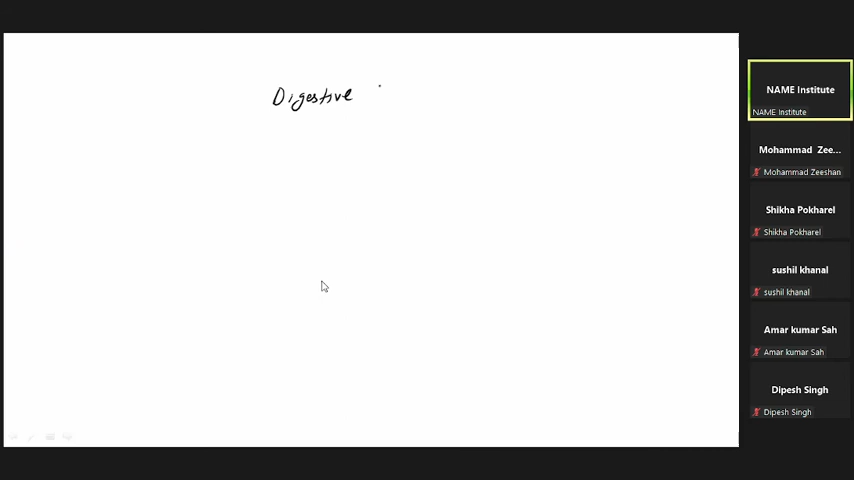 Digestive
NAME Institute
NAME Institute
Mohammad Zee...
Mohammad Zeeshan
Shikha Pokharel
Shikha Pokharel
sushil khanal
sushil khanal
Amar kumar Sah
Amar kumar Sah
Dipesh Singh
Dipesh Singh